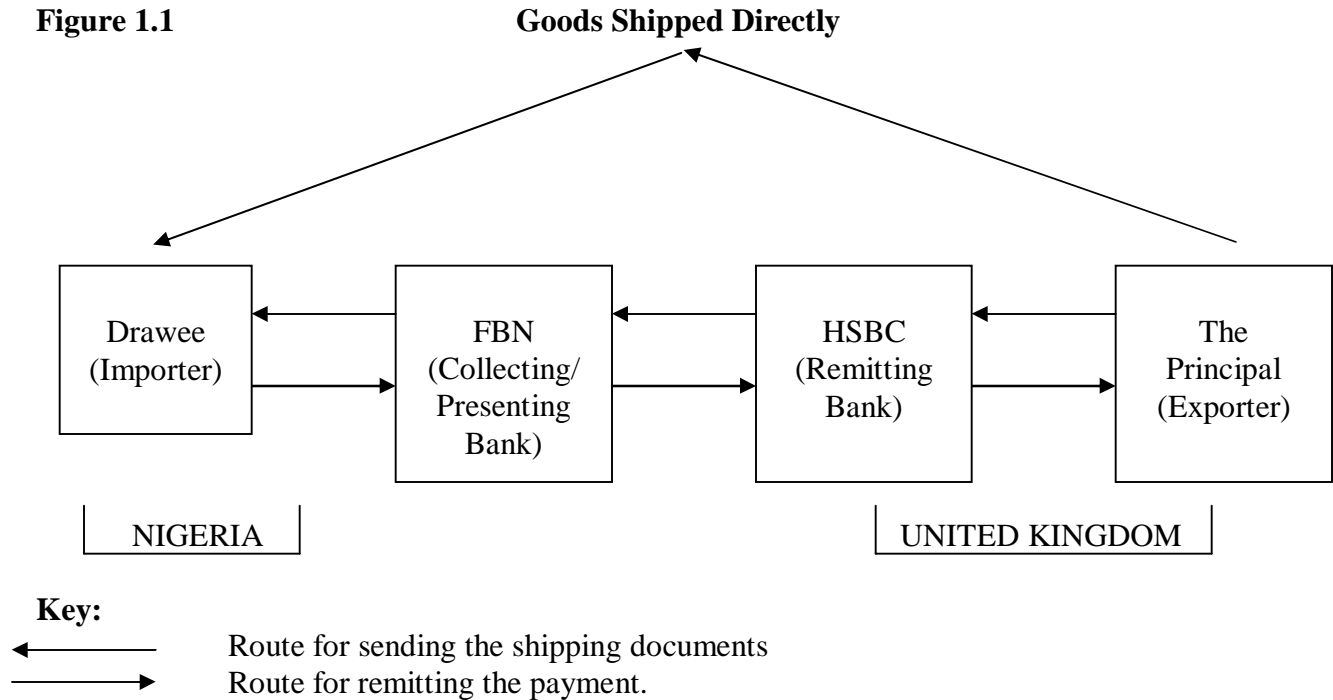 Figure 1.1 Goods Shipped Directly
Drawee
(Importer)
FBN
(Collecting/
Presenting
Bank)
HSBC
(Remitting
Bank)
The
Principal
(Exporter)
NIGERIA
UNITED KINGDOM
Key:
Route for sending the shipping documents
Route for remitting the payment.